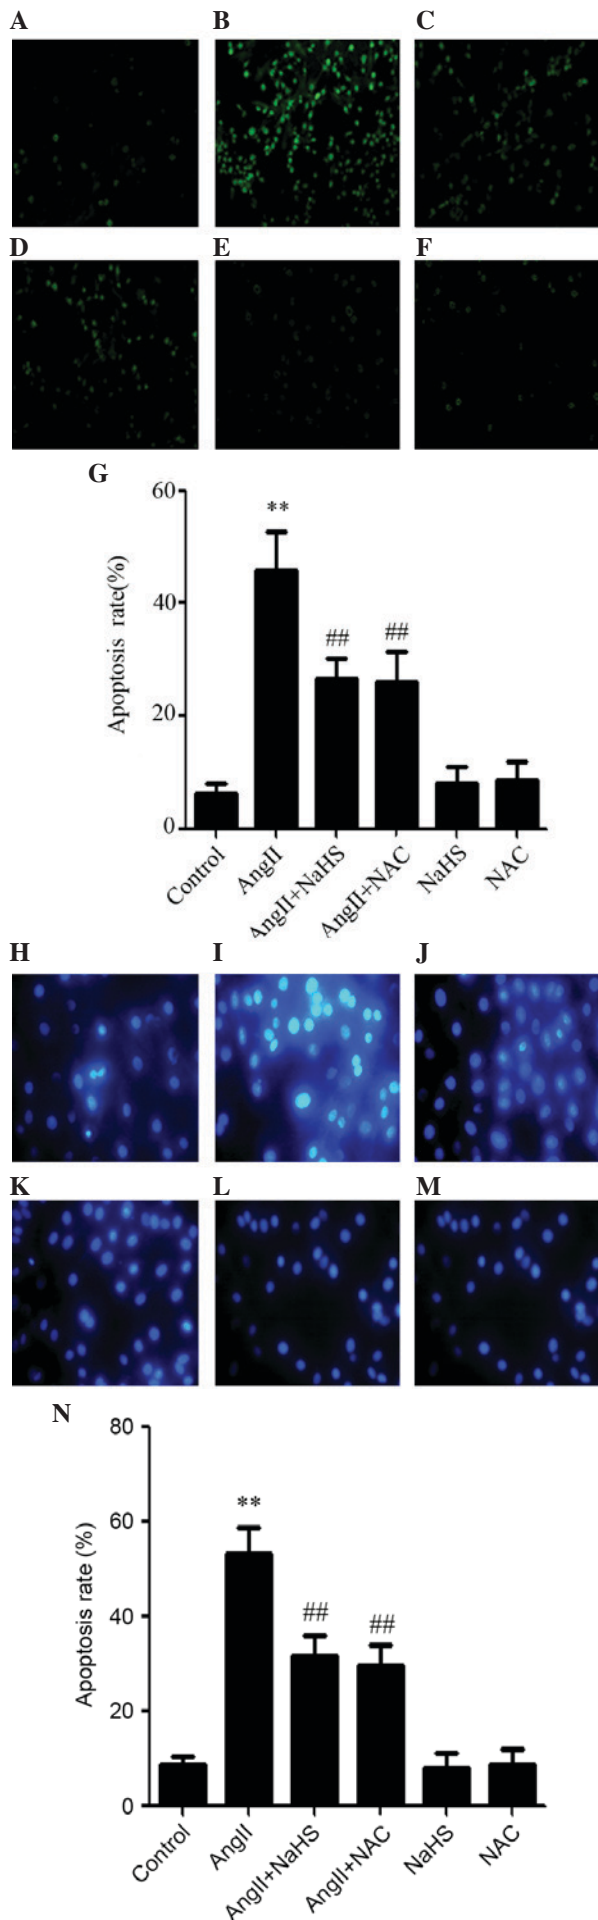 A B C
D E F
G
60
40
20
0
Apoptosis rate(%)
**
##
##
Control
AngII
AngII+NaHS
AngII+NAC
NaHS
NAC
H I J
K L M
N
80
60
40
20
0
Apoptosis rate (%)
**
##
##
Control
AngII
AngII+NaHS
AngII+NAC
NaHS
NAC